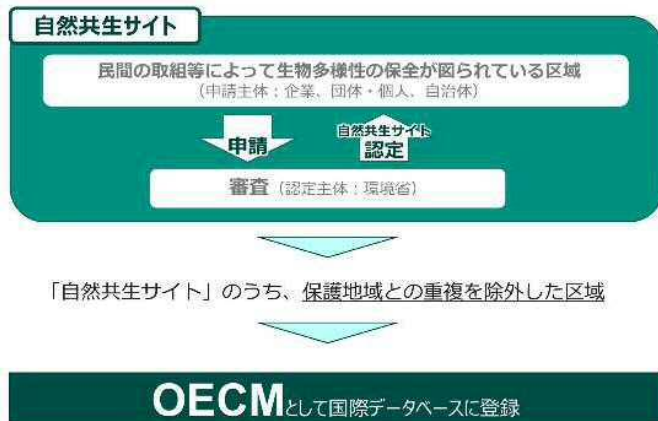 自然共生サイト
民間の取組等によって生物多様性の保全が図られている区域
(申請主体:企業、団体・個人、自治体)
申請
自然共生サイト
認定
審査(認定主体:環境省)
「自然共生サイト」のうち、保護地域との重複を除外した区域
OECMとして国際データベースに登録